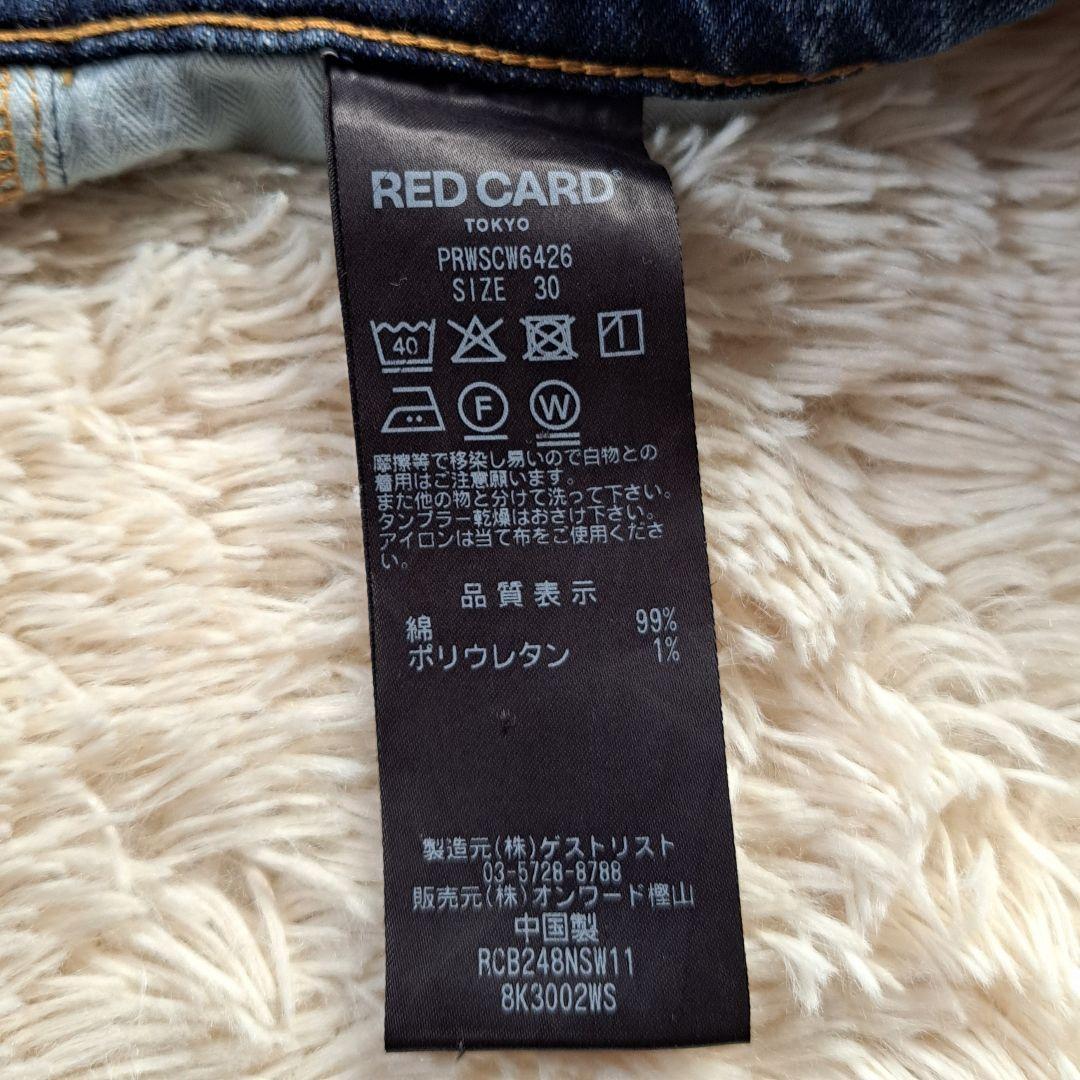 RED CARD®
TOKYO
PRWSCW6426
SIZE 30
40
F W
摩擦等で移染し易いので白物との
着用はご注意願います。
また他の物と分けて洗って下さい。
タンブラー乾燥はおさけ下さい。
アイロンは当て布をご使用くださ
い。
品質表示
綿 99%
ポリウレタン 1%
製造元(株)ゲストリスト
03-5728-8788
販売元(株)オンワード樫山
中国製
RCB248NSW11
8K3002WS